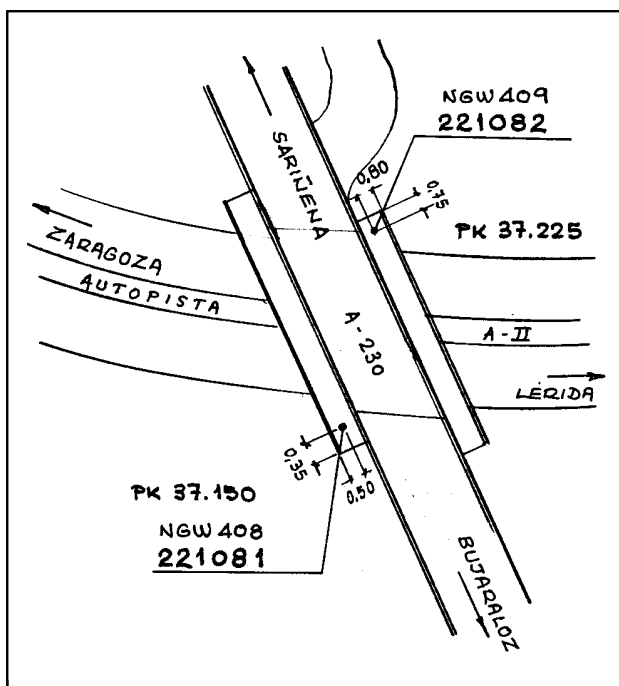 NGW 409
221082
SARIÑENA
0,80
0,75
PK 37.225
ZARAGOZA
AUTOPISTA
A-230
A-II
LÉRIDA
0,35
0,50
PK 37.150
NGW 408
221081
BUJARALOZ